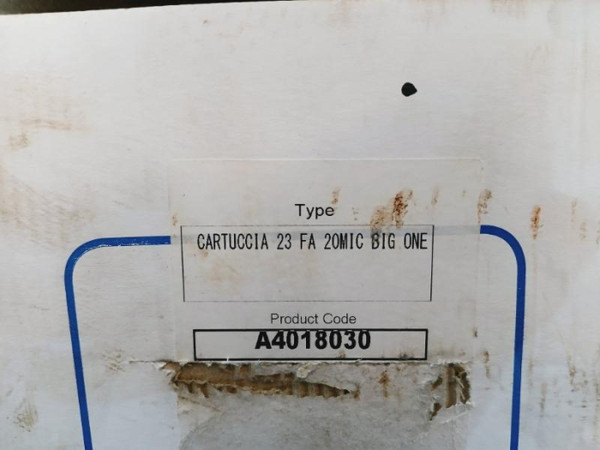 Type
CARTUCCIA 23 FA 20MIC BIG ONE
Product Code
A4018030